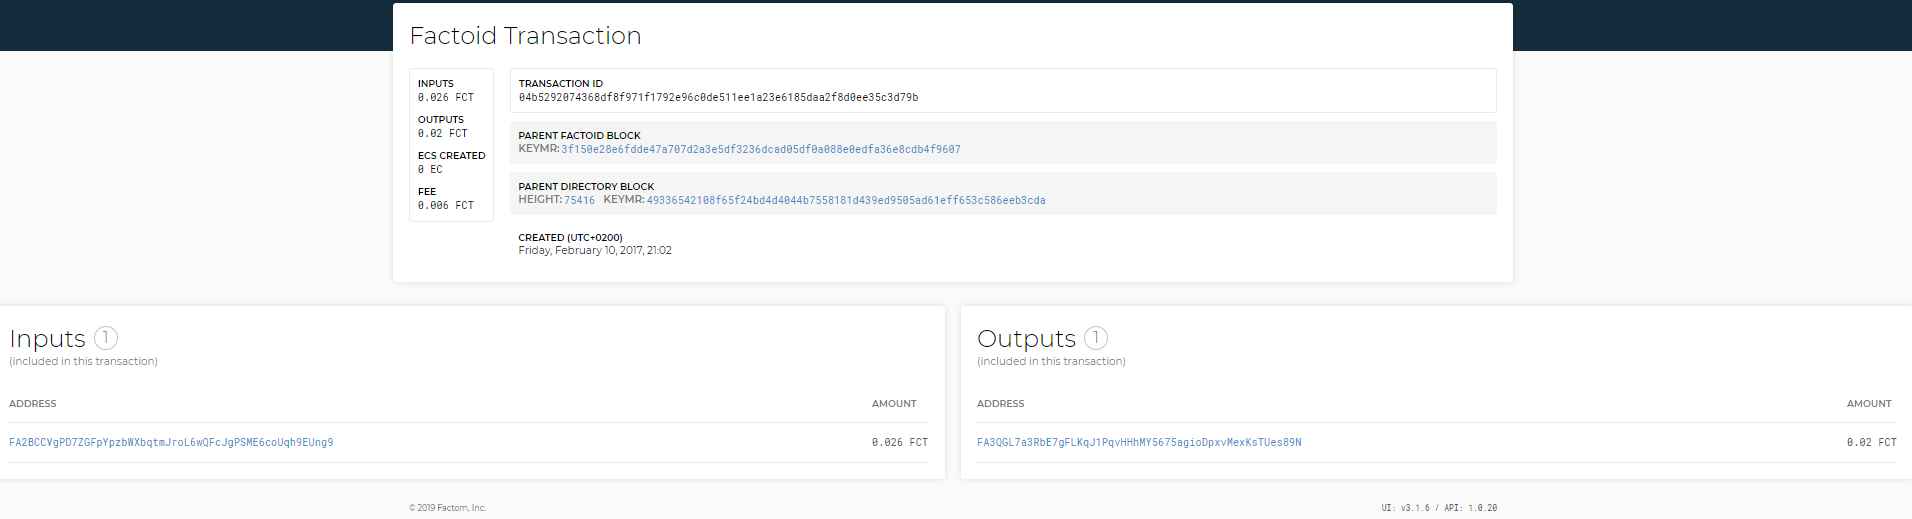 Factoid Transaction
INPUTS
0.026 FCT
OUTPUTS
0.02 FCT
ECS CREATED
0 EC
FEE
0.006 FCT
TRANSACTION ID
04b5292074368df8f971f1792e96c0de511ee1a23e6185daa2f8d0ee35c3d79b
PARENT FACTOID BLOCK
KEYMR: 3f150e28e6fdde47a707d2a3e5df3236dcad05df0a088e0edfa36e8cdb4f9607
PARENT DIRECTORY BLOCK
HEIGHT: 75416 KEYMR: 49336542108f65f24bd4d4044b7558181d439ed9505ad61eff653c586eeb3cda
CREATED (UTC+0200)
Friday, February 10, 2017, 21:02
Inputs 1
(included in this transaction)
ADDRESS AMOUNT
FA2BCCVgPD7ZGFpYpzbWXbqtmJroL6wQFcJgPSME6coUqh9EUng9 0.026 FCT
Outputs 1
(included in this transaction)
ADDRESS AMOUNT
FA3QGL7a3RbE7gFLKqJ1PqvHHhMY5675agioDpxvMexKsTUes89N 0.02 FCT
© 2019 Factom, Inc.
UI: v3.1.6 / API: 1.0.20